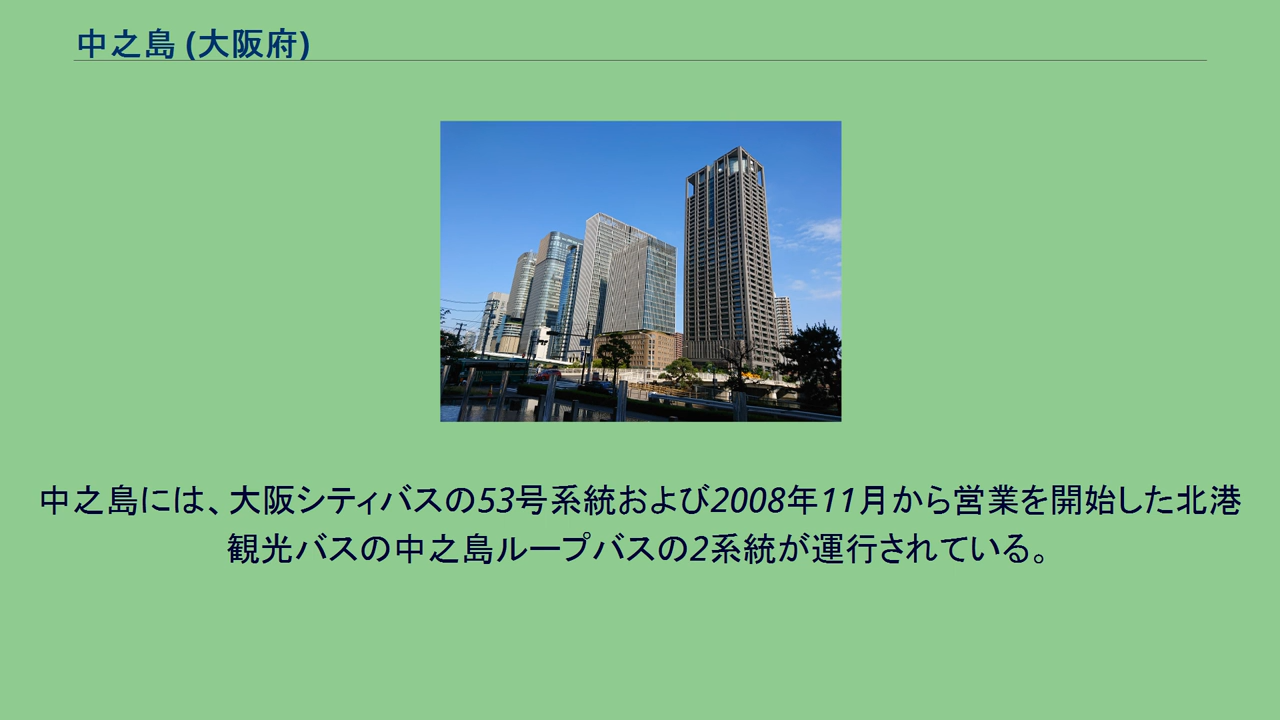 中之島 (大阪府)
中之島には、大阪シティバスの53号系統および2008年11月から営業を開始した北港
観光バスの中之島ループバスの2系統が運行されている。